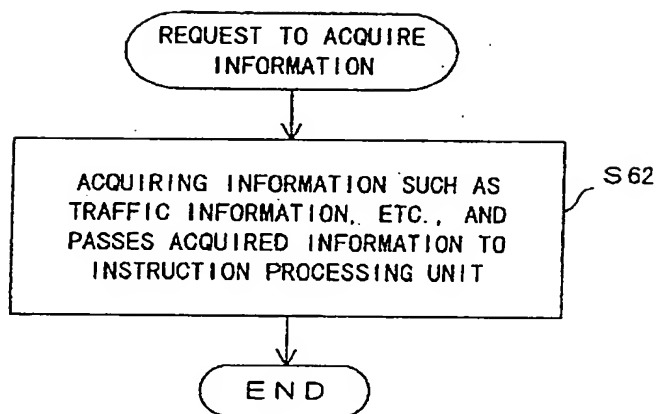 REQUEST TO ACQUIRE
INFORMATION
ACQUIRING INFORMATION SUCH AS
TRAFFIC INFORMATION, ETC., AND
PASSES ACQUIRED INFORMATION TO
INSTRUCTION PROCESSING UNIT
S62
END